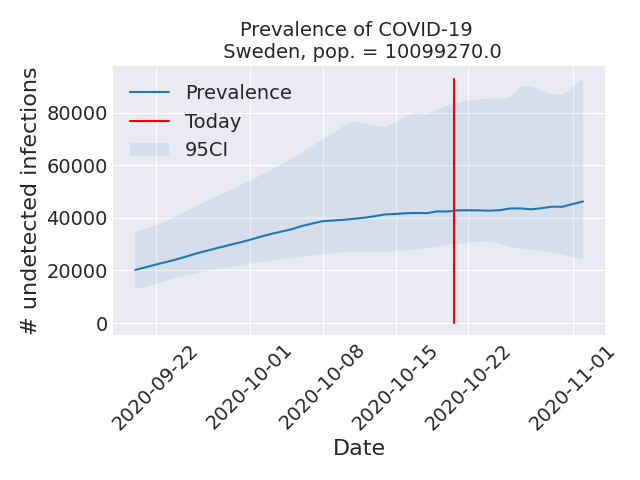 Prevalence of COVID-19
Sweden, pop. = 10099270.0
Prevalence
Today
95CI
# undetected infections
80000
60000
40000
20000
0
2020-09-22
2020-10-01
2020-10-08
2020-10-15
2020-10-22
2020-11-01
Date